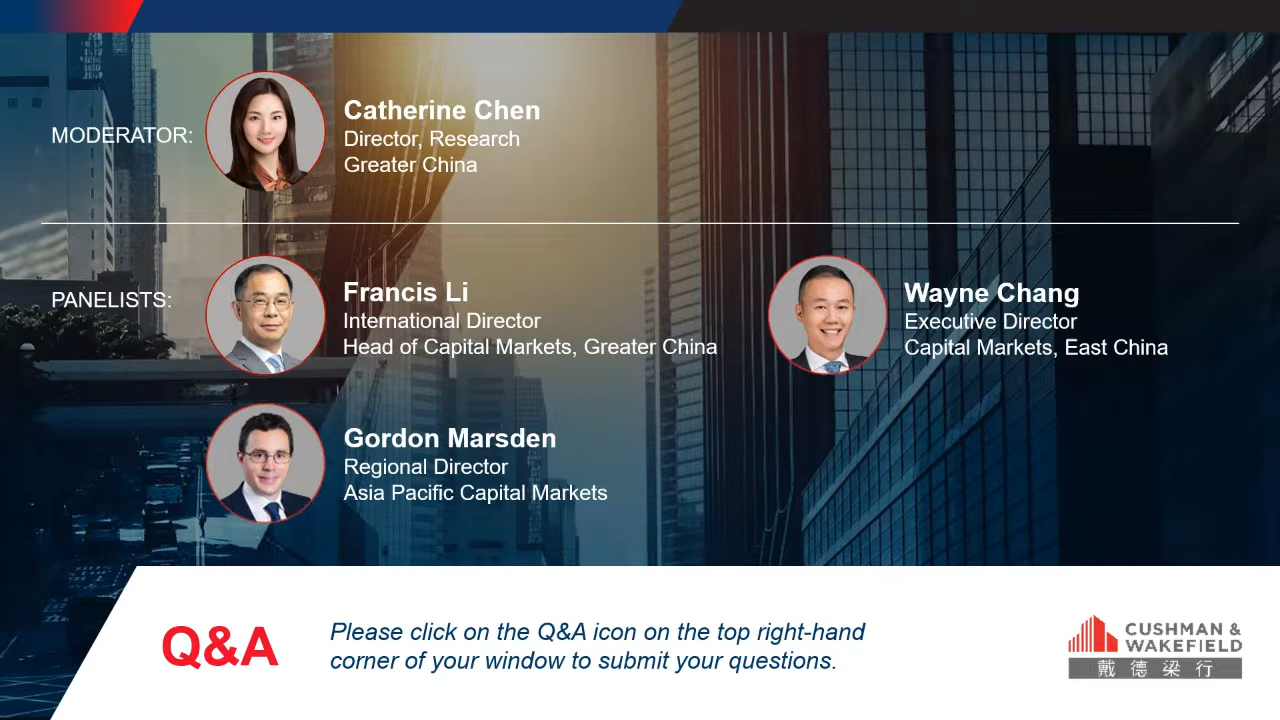 MODERATOR:
Catherine Chen
Director, Research
Greater China
PANELISTS:
Francis Li
International Director
Head of Capital Markets, Greater China
Wayne Chang
Executive Director
Capital Markets, East China
Gordon Marsden
Regional Director
Asia Pacific Capital Markets
Q&A
Please click on the Q&A icon on the top right-hand
corner of your window to submit your questions.
CUSHMAN &
WAKEFIELD
戴德梁行